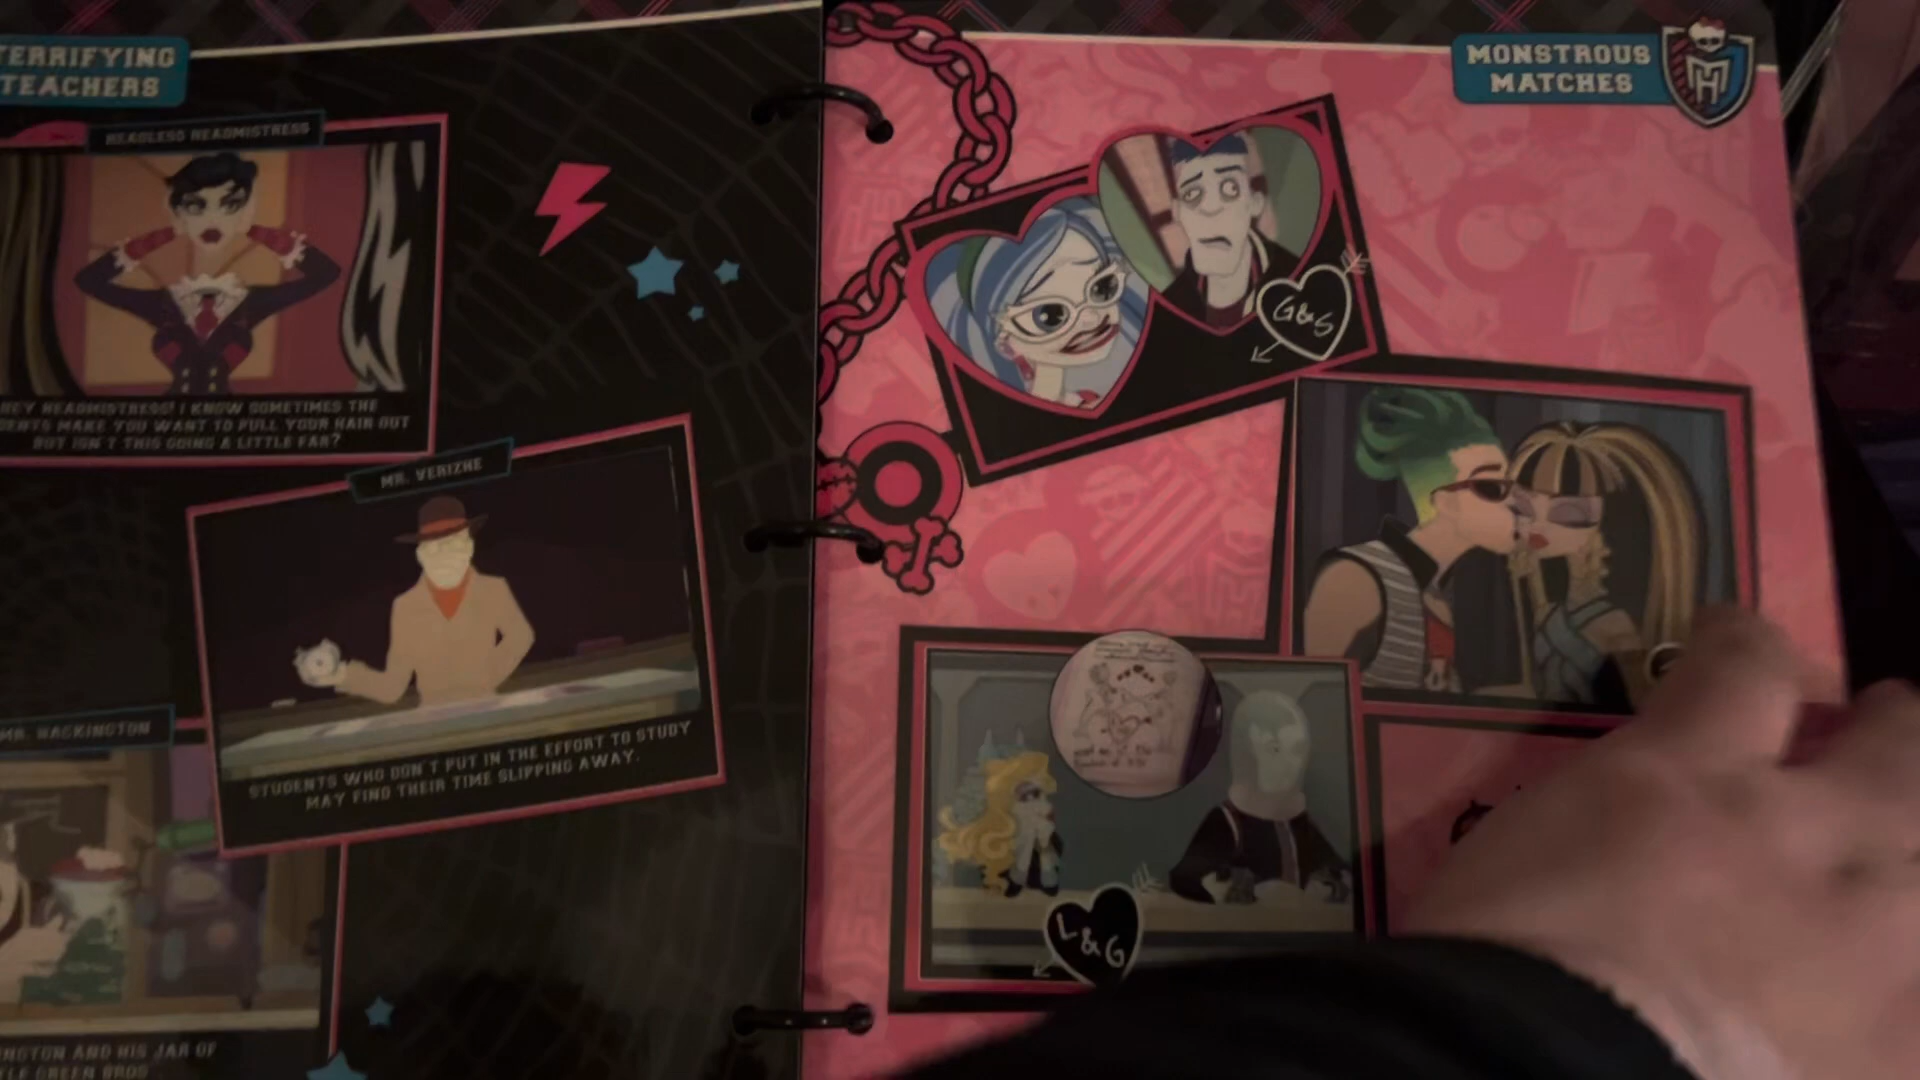 TERRIFYING
TEACHERS
HEADLESS HEADMISTRESS
HEY HEADMISTRESS! I KNOW SOMETIMES THE
MAKE YOU WANT TO PULL YOUR HAIR OUT
BUT ISN'T THIS GOING A LITTLE FAR?
MR. VERIZHE
STUDENTS WHO DON'T PUT IN THE EFFORT TO STUDY
MAY FIND THEIR TIME SLIPPING AWAY.
MR. HACKINGTON
AND HIS JAR OF
GREEN BROS
MONSTROUS
MATCHES
G&S
L&G